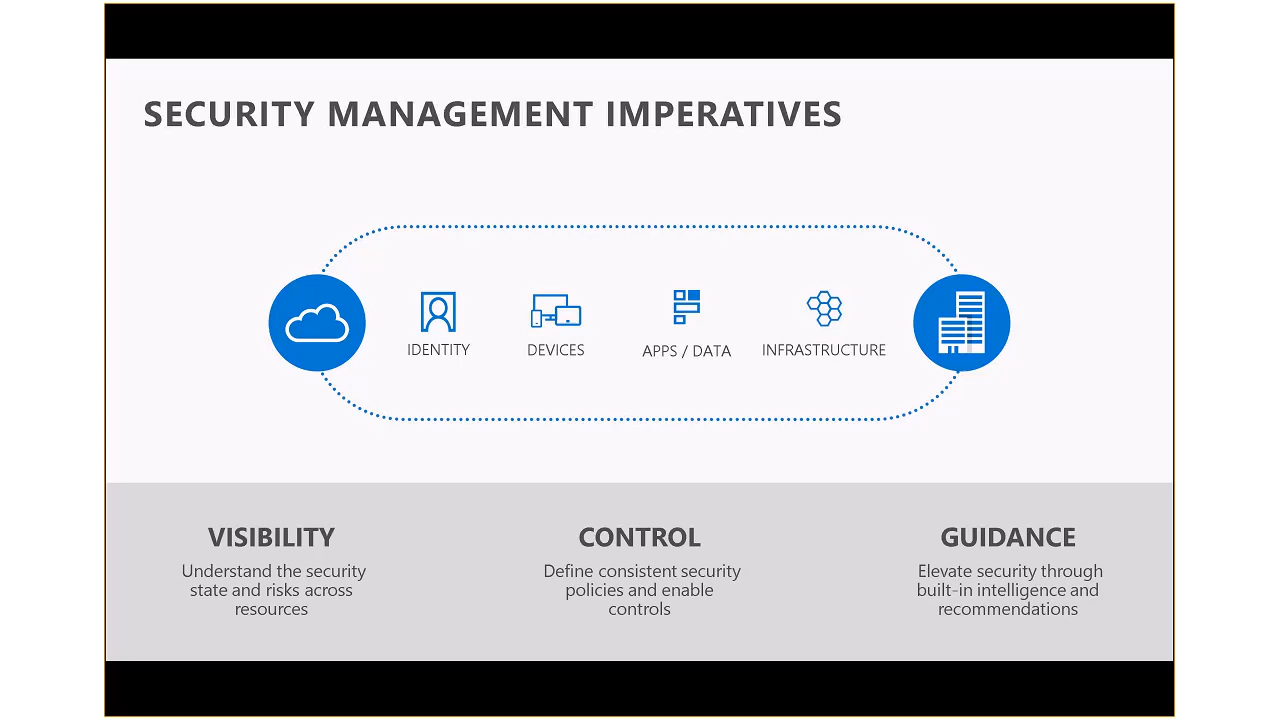 SECURITY MANAGEMENT IMPERATIVES
IDENTITY
DEVICES
APPS / DATA
INFRASTRUCTURE
VISIBILITY
Understand the security
state and risks across
resources
CONTROL
Define consistent security
policies and enable
controls
GUIDANCE
Elevate security through
built-in intelligence and
recommendations